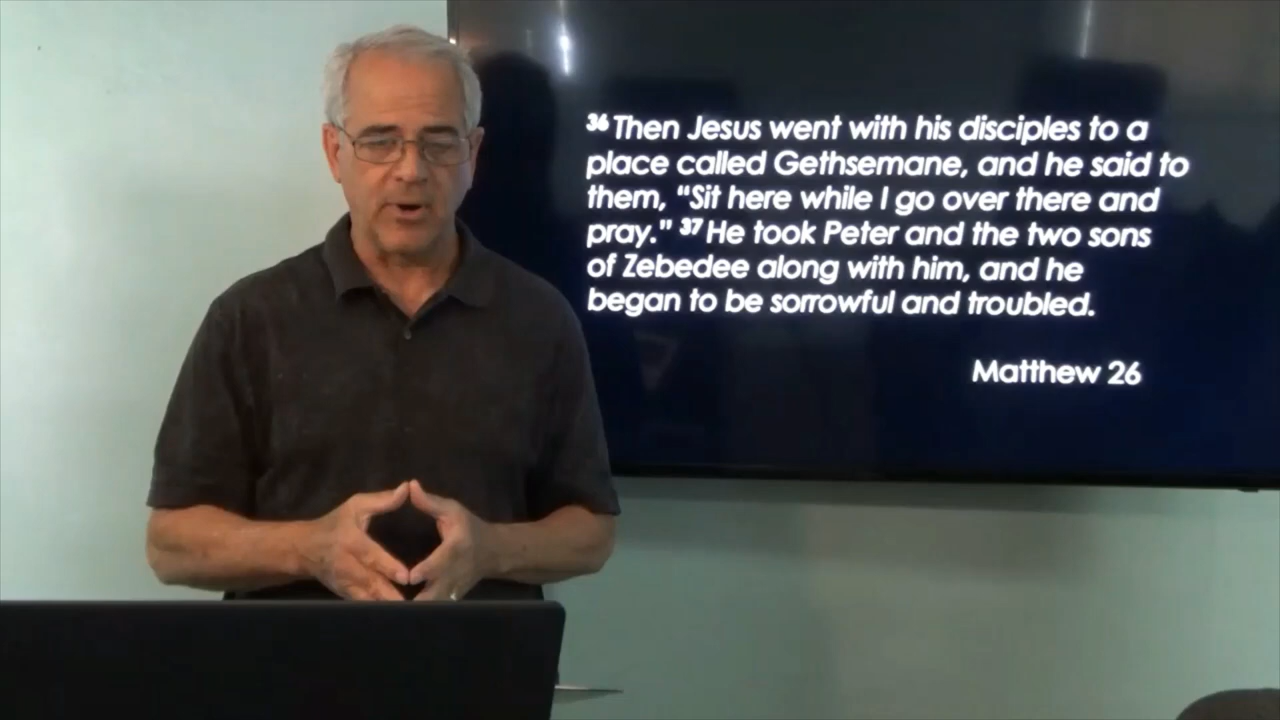 ³⁶ Then Jesus went with his disciples to a
place called Gethsemane, and he said to
them, “Sit here while I go over there and
pray.” ³⁷ He took Peter and the two sons
of Zebedee along with him, and he
began to be sorrowful and troubled.
Matthew 26